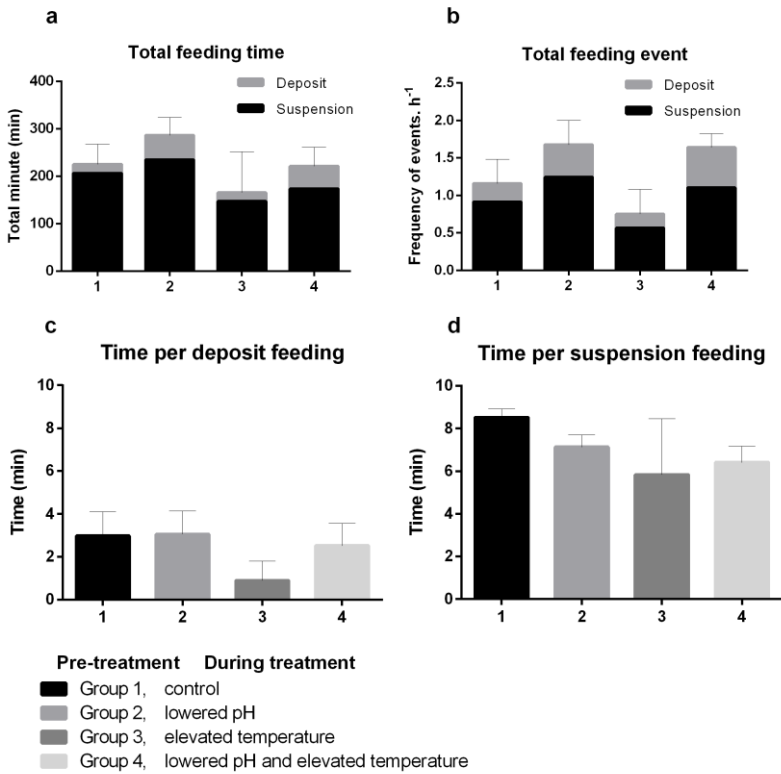 a
Total feeding time
Deposit
Suspension
Total minute (min)
400
300
200
100
0
1 2 3 4
b
Total feeding event
Deposit
Suspension
Frequency of events. h-1
2.5
2.0
1.5
1.0
0.5
0.0
1 2 3 4
c
Time per deposit feeding
Time (min)
10
8
6
4
2
0
1 2 3 4
d
Time per suspension feeding
Time (min)
10
8
6
4
2
0
1 2 3 4
Pre-treatment During treatment
Group 1, control
Group 2, lowered pH
Group 3, elevated temperature
Group 4, lowered pH and elevated temperature